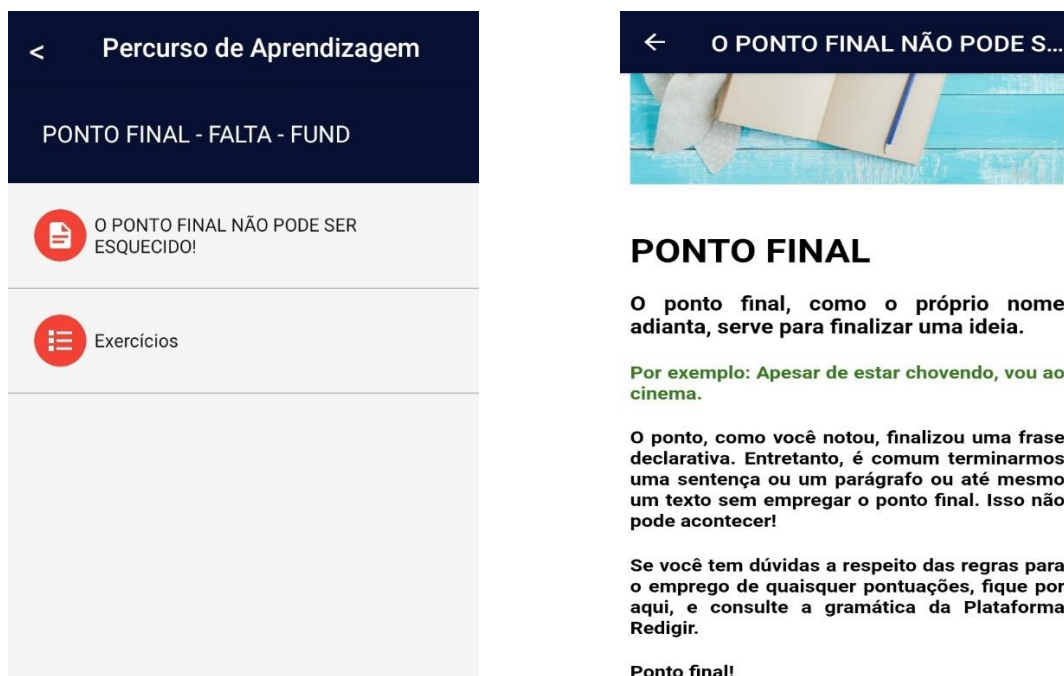 < Percurso de Aprendizagem
PONTO FINAL - FALTA - FUND
O PONTO FINAL NÃO PODE SER
ESQUECIDO!
Exercícios
← O PONTO FINAL NÃO PODE S...
PONTO FINAL
O ponto final, como o próprio nome
adianta, serve para finalizar uma ideia.
Por exemplo: Apesar de estar chovendo, vou ao
cinema.
O ponto, como você notou, finalizou uma frase
declarativa. Entretanto, é comum terminarmos
uma sentença ou um parágrafo ou até mesmo
um texto sem empregar o ponto final. Isso não
pode acontecer!
Se você tem dúvidas a respeito das regras para
o emprego de quaisquer pontuações, fique por
aqui, e consulte a gramática da Plataforma
Redigir.
Ponto final!